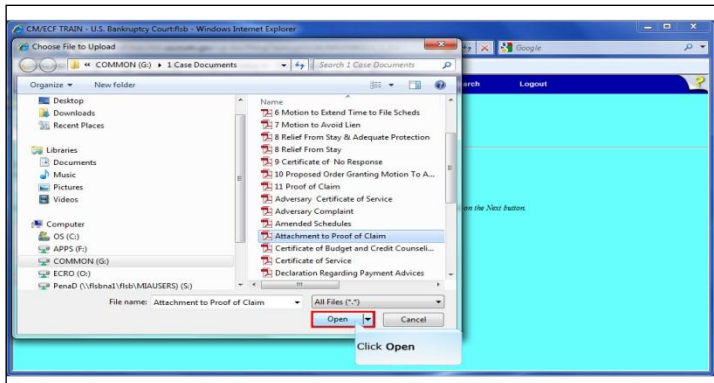 CM/ECF TRAIN - U.S. Bankruptcy Court:flsb - Windows Internet Explorer
Choose File to Upload
Google
COMMON (G:) 1 Case Documents
Search 1 Case Documents
Organize New folder
arch Logout
Desktop
Downloads
Recent Places
Libraries
Documents
Music
Pictures
Videos
Computer
OS (C:)
APPS (F:)
COMMON (G:)
ECRO (O:)
PenaD (\\flsbna1\flsb\MIAUSERS) (S:)
Name
6 Motion to Extend Time to File Scheds
7 Motion to Avoid Lien
8 Relief From Stay & Adequate Protection
8 Relief From Stay
9 Certificate of No Response
10 Proposed Order Granting Motion To A...
11 Proof of Claim
Adversary Certificate of Service
Adversary Complaint
Amended Schedules
Attachment to Proof of Claim
Certificate of Budget and Credit Counseli...
Certificate of Service
Declaration Regarding Payment Advices
on the Next button.
File name: Attachment to Proof of Claim
All Files (*.*)
Open Cancel
Click Open